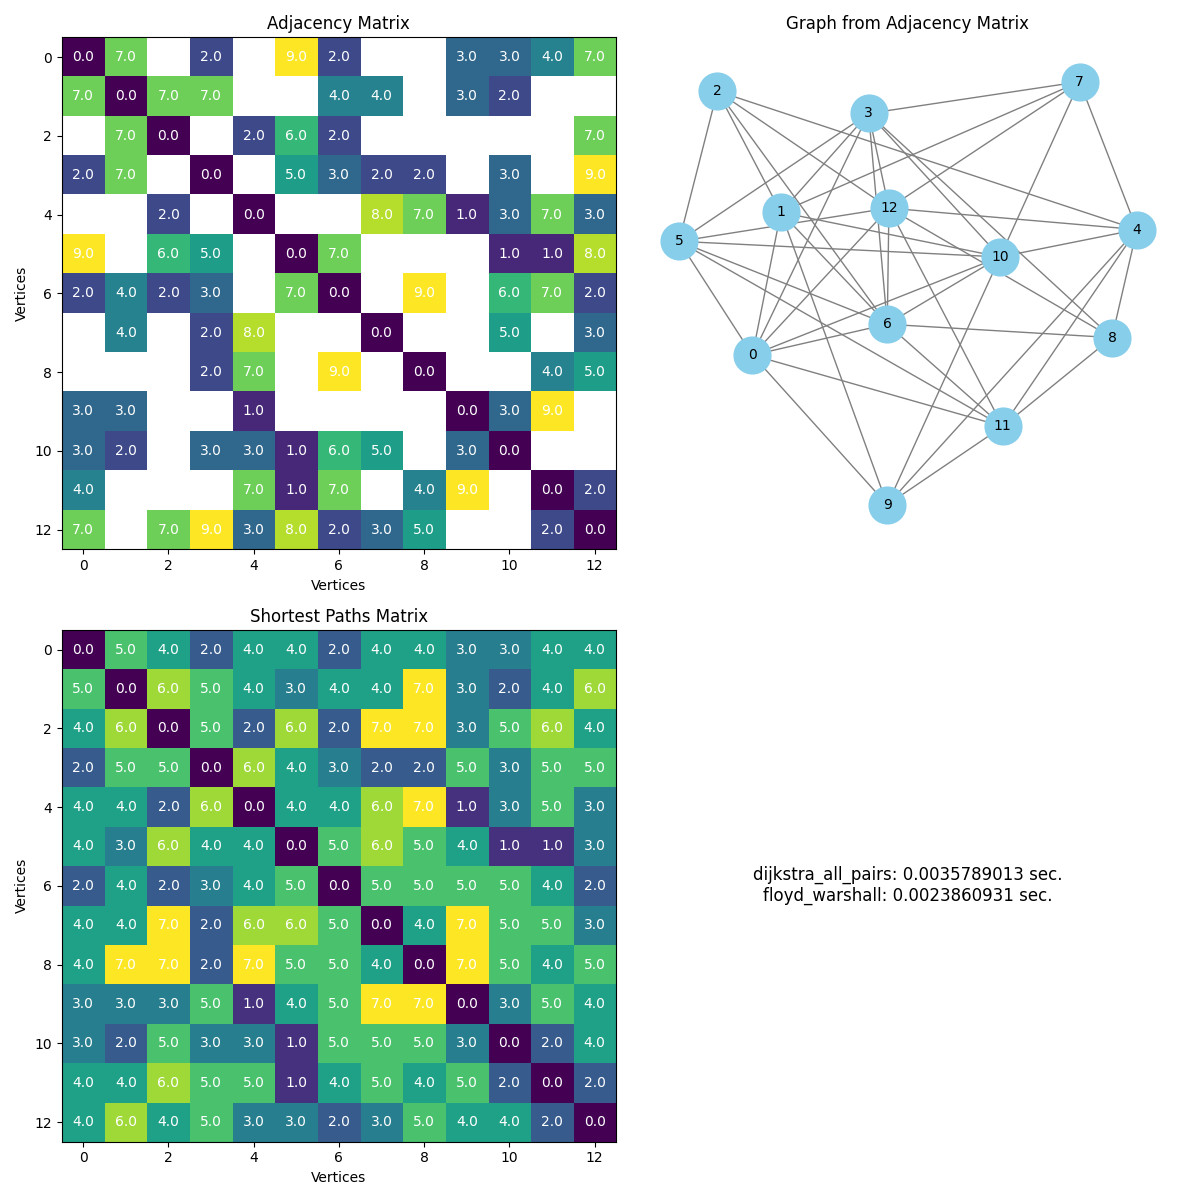 Adjacency Matrix
0 0.0 7.0 2.0 9.0 2.0 3.0 3.0 4.0 7.0
7.0 0.0 7.0 7.0 4.0 4.0 3.0 2.0
2 7.0 0.0 2.0 6.0 2.0 7.0
2.0 7.0 0.0 5.0 3.0 2.0 2.0 3.0 9.0
4 2.0 0.0 8.0 7.0 1.0 3.0 7.0 3.0
9.0 6.0 5.0 0.0 7.0 1.0 1.0 8.0
6 2.0 4.0 2.0 3.0 7.0 0.0 9.0 6.0 7.0 2.0
4.0 2.0 8.0 0.0 5.0 3.0
8 2.0 7.0 9.0 0.0 4.0 5.0
3.0 3.0 1.0 0.0 3.0 9.0
10 3.0 2.0 3.0 3.0 1.0 6.0 5.0 3.0 0.0
4.0 7.0 1.0 7.0 4.0 9.0 0.0 2.0
12 7.0 7.0 9.0 3.0 8.0 2.0 3.0 5.0 2.0 0.0
0 2 4 6 8 10 12
Vertices
Vertices
Graph from Adjacency Matrix
7
2
3
12
1
4
5
10
6
8
0
11
9
Shortest Paths Matrix
0 0.0 5.0 4.0 2.0 4.0 4.0 2.0 4.0 4.0 3.0 3.0 4.0 4.0
5.0 0.0 6.0 5.0 4.0 3.0 4.0 4.0 7.0 3.0 2.0 4.0 6.0
2 4.0 6.0 0.0 5.0 2.0 6.0 2.0 7.0 7.0 3.0 5.0 6.0 4.0
2.0 5.0 5.0 0.0 6.0 4.0 3.0 2.0 2.0 5.0 3.0 5.0 5.0
4 4.0 4.0 2.0 6.0 0.0 4.0 4.0 6.0 7.0 1.0 3.0 5.0 3.0
4.0 3.0 6.0 4.0 4.0 0.0 5.0 6.0 5.0 4.0 1.0 1.0 3.0
6 2.0 4.0 2.0 3.0 4.0 5.0 0.0 5.0 5.0 5.0 5.0 4.0 2.0
4.0 4.0 7.0 2.0 6.0 6.0 5.0 0.0 4.0 7.0 5.0 5.0 3.0
8 4.0 7.0 7.0 2.0 7.0 5.0 5.0 4.0 0.0 7.0 5.0 4.0 5.0
3.0 3.0 3.0 5.0 1.0 4.0 5.0 7.0 7.0 0.0 3.0 5.0 4.0
10 3.0 2.0 5.0 3.0 3.0 1.0 5.0 5.0 5.0 3.0 0.0 2.0 4.0
4.0 4.0 6.0 5.0 5.0 1.0 4.0 5.0 4.0 5.0 2.0 0.0 2.0
12 4.0 6.0 4.0 5.0 3.0 3.0 2.0 3.0 5.0 4.0 4.0 2.0 0.0
0 2 4 6 8 10 12
Vertices
Vertices
dijkstra_all_pairs: 0.0035789013 sec.
floyd_warshall: 0.0023860931 sec.